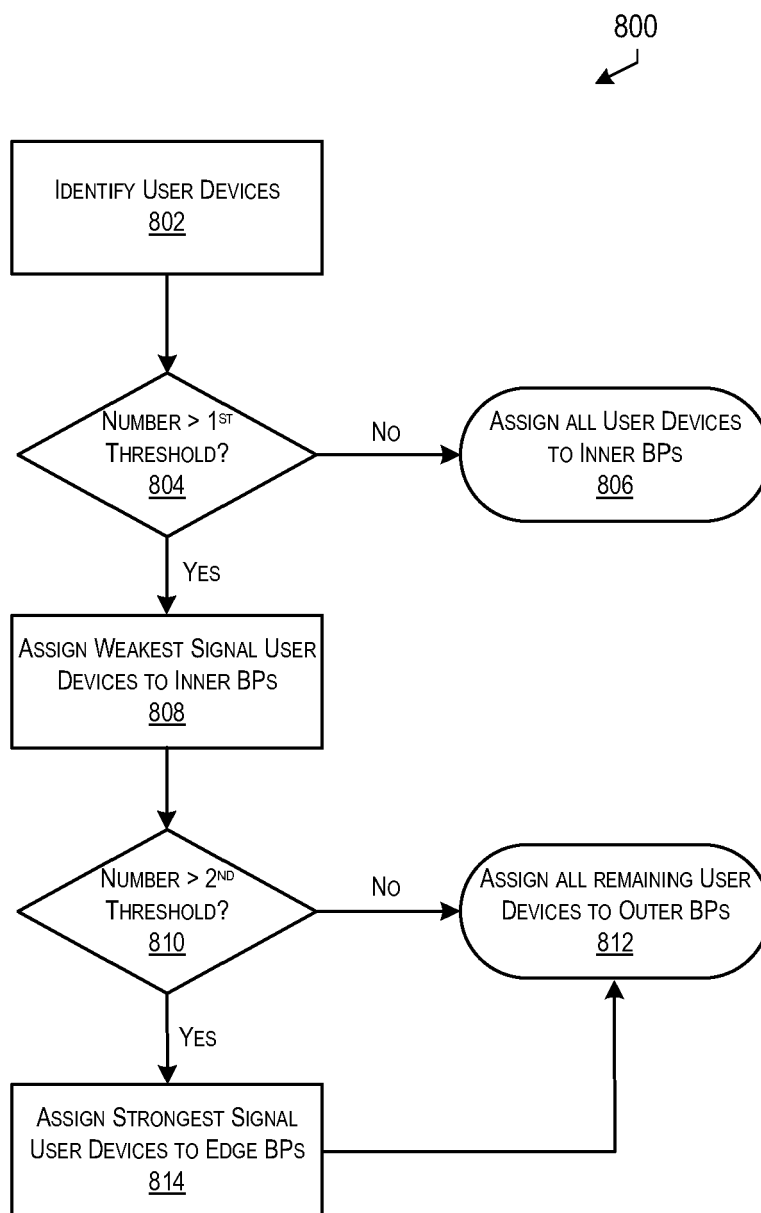 800
IDENTIFY USER DEVICES
802
NUMBER > 1ST
THRESHOLD?
804
NO
ASSIGN ALL USER DEVICES
TO INNER BPS
806
YES
ASSIGN WEAKEST SIGNAL USER
DEVICES TO INNER BPS
808
NUMBER > 2ND
THRESHOLD?
810
NO
ASSIGN ALL REMAINING USER
DEVICES TO OUTER BPS
812
YES
ASSIGN STRONGEST SIGNAL
USER DEVICES TO EDGE BPS
814